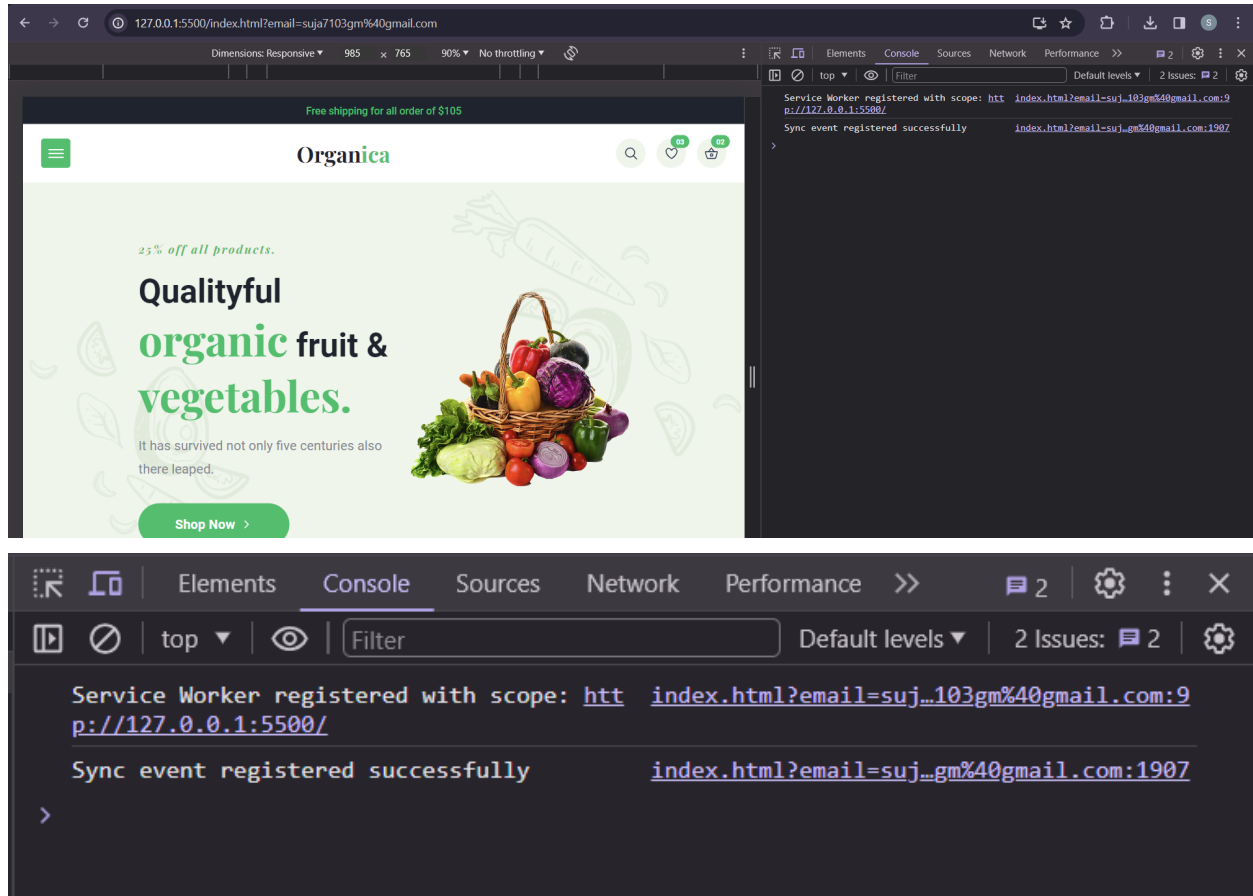 127.0.0.1:5500/index.html?email=suja7103gm%40gmail.com
S
Dimensions: Responsive ▼ 985 × 765 90% ▼ No throttling ▼
Elements Console Sources Network Performance >> 2
top ▼ Filter Default levels ▼ 2 Issues: 2
Service Worker registered with scope: htt index.html?email=suj…103gm%40gmail.com:9
p://127.0.0.1:5500/
Sync event registered successfully index.html?email=suj…gm%40gmail.com:1907
>
Free shipping for all order of $105
Organica
03
02
25% off all products.
Qualityful
organic fruit &
vegetables.
It has survived not only five centuries also
there leaped.
Shop Now >
Elements Console Sources Network Performance >> 2
top ▼ Filter Default levels ▼ 2 Issues: 2
Service Worker registered with scope: htt index.html?email=suj…103gm%40gmail.com:9
p://127.0.0.1:5500/
Sync event registered successfully index.html?email=suj…gm%40gmail.com:1907
>